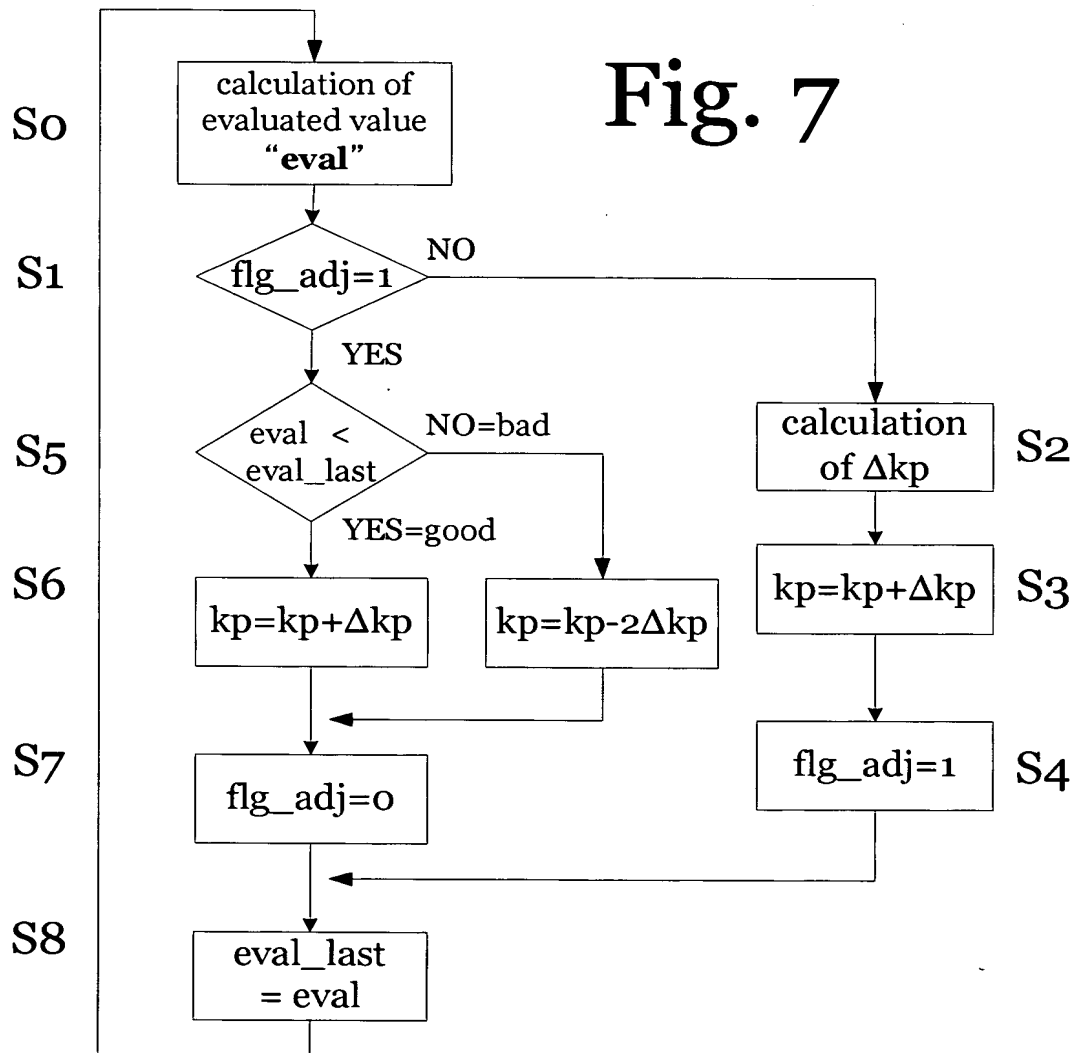 Fig. 7
S0
calculation of
evaluated value
“eval”
S1
flg_adj=1
NO
YES
S5
eval <
eval_last
NO=bad
YES=good
calculation
of Δkp
S2
S6
kp=kp+Δkp
kp=kp-2Δkp
kp=kp+Δkp
S3
S7
flg_adj=0
flg_adj=1
S4
S8
eval_last
= eval